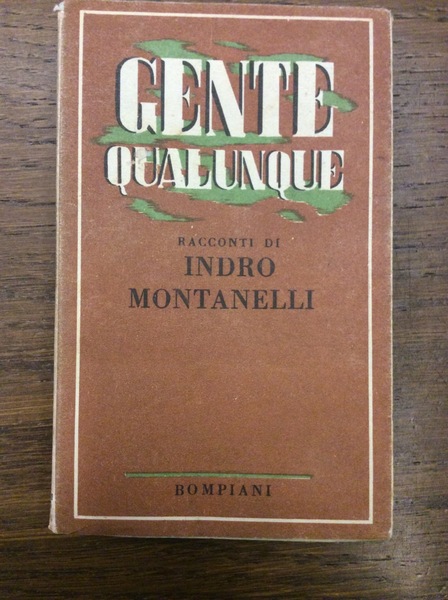 GENTE
QUALUNQUE
RACCONTI DI
INDRO
MONTANELLI
BOMPIANI